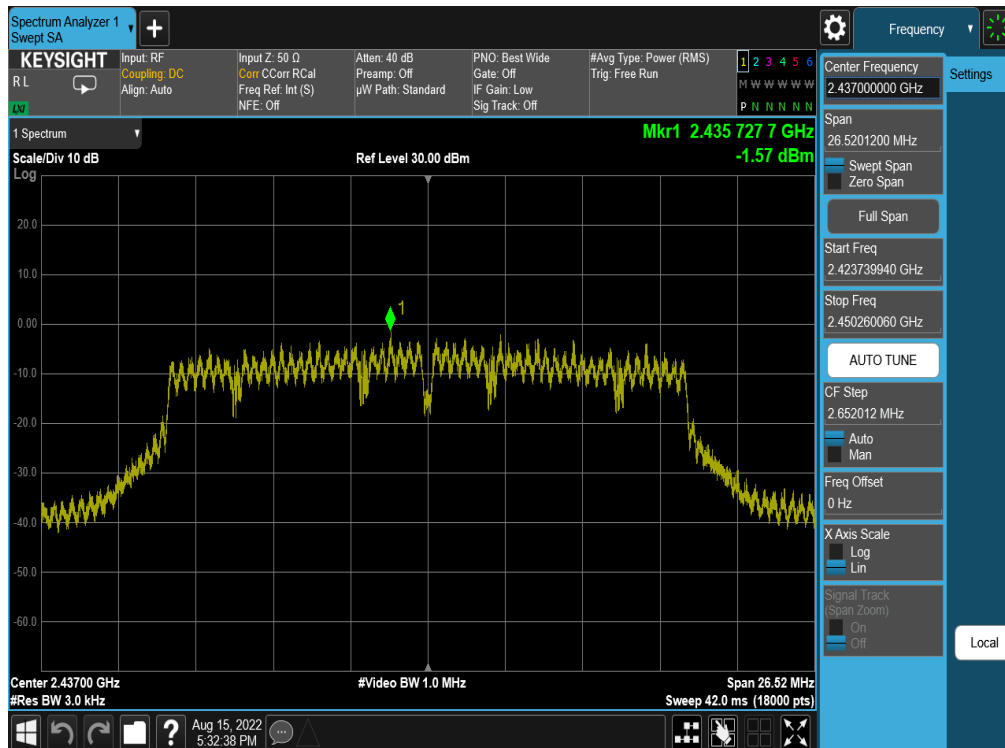 Spectrum Analyzer 1
Swept SA
Frequency
KEYSIGHT
R L
LXI
Input: RF
Coupling: DC
Align: Auto
Input Z: 50 Ω
Corr CCorr RCal
Freq Ref: Int (S)
NFE: Off
Atten: 40 dB
Preamp: Off
µW Path: Standard
PNO: Best Wide
Gate: Off
IF Gain: Low
Sig Track: Off
#Avg Type: Power (RMS)
Trig: Free Run
1 2 3 4 5 6
M W W W W W
P N N N N N
1 Spectrum
Scale/Div 10 dB
Log
Ref Level 30.00 dBm
Mkr1 2.435 727 7 GHz
-1.57 dBm
20.0
10.0
0.00
-10.0
-20.0
-30.0
-40.0
-50.0
-60.0
1
Center 2.43700 GHz
#Res BW 3.0 kHz
#Video BW 1.0 MHz
Span 26.52 MHz
Sweep 42.0 ms (18000 pts)
Center Frequency
2.437000000 GHz
Span
26.5201200 MHz
Swept Span
Zero Span
Full Span
Start Freq
2.423739940 GHz
Stop Freq
2.450260060 GHz
AUTO TUNE
CF Step
2.652012 MHz
Auto
Man
Freq Offset
0 Hz
X Axis Scale
Log
Lin
Signal Track
(Span Zoom)
On
Off
Settings
Local
?
Aug 15, 2022
5:32:38 PM